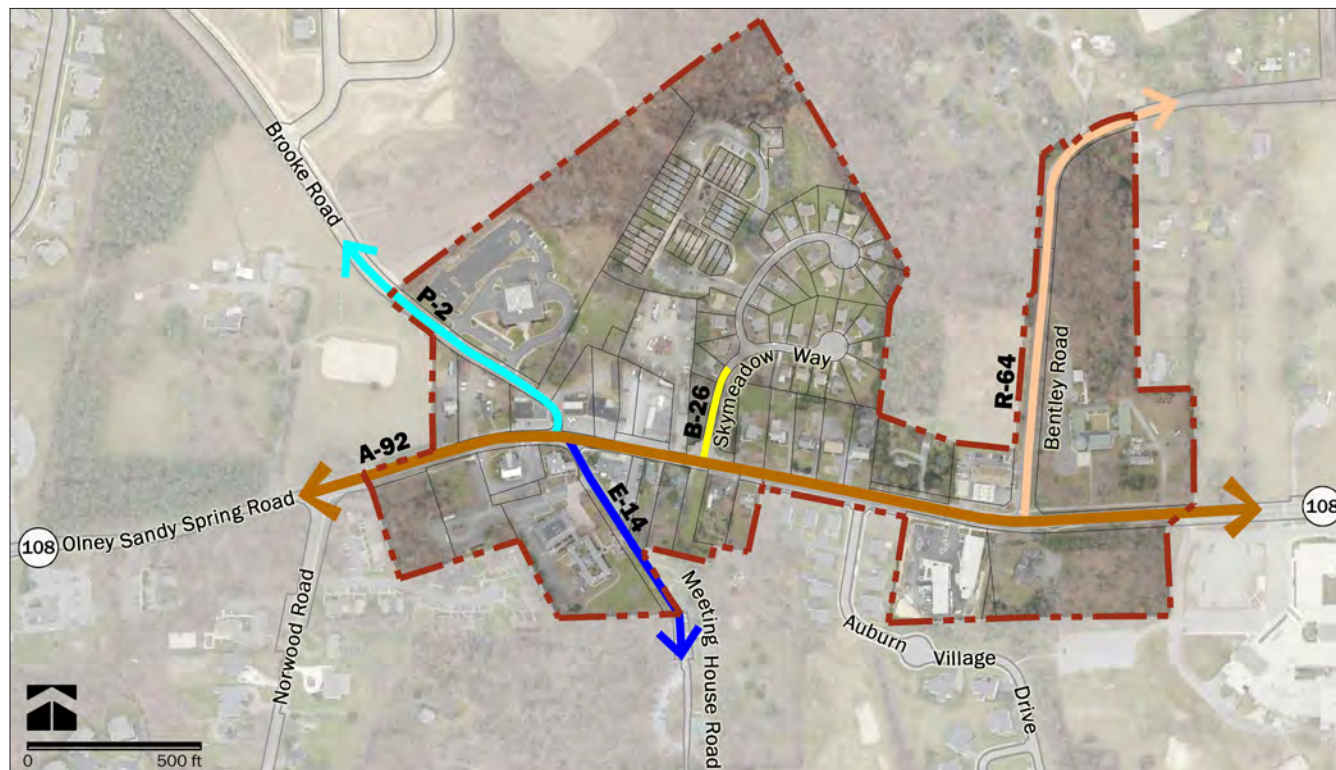 Brooke Road
P-2
A-92
108
Olney Sandy Spring Road
Norwood Road
E-14
Meeting House Road
B-26
Skymeadow Way
R-64
Bentley Road
Auburn Village Drive
108
0 500 ft